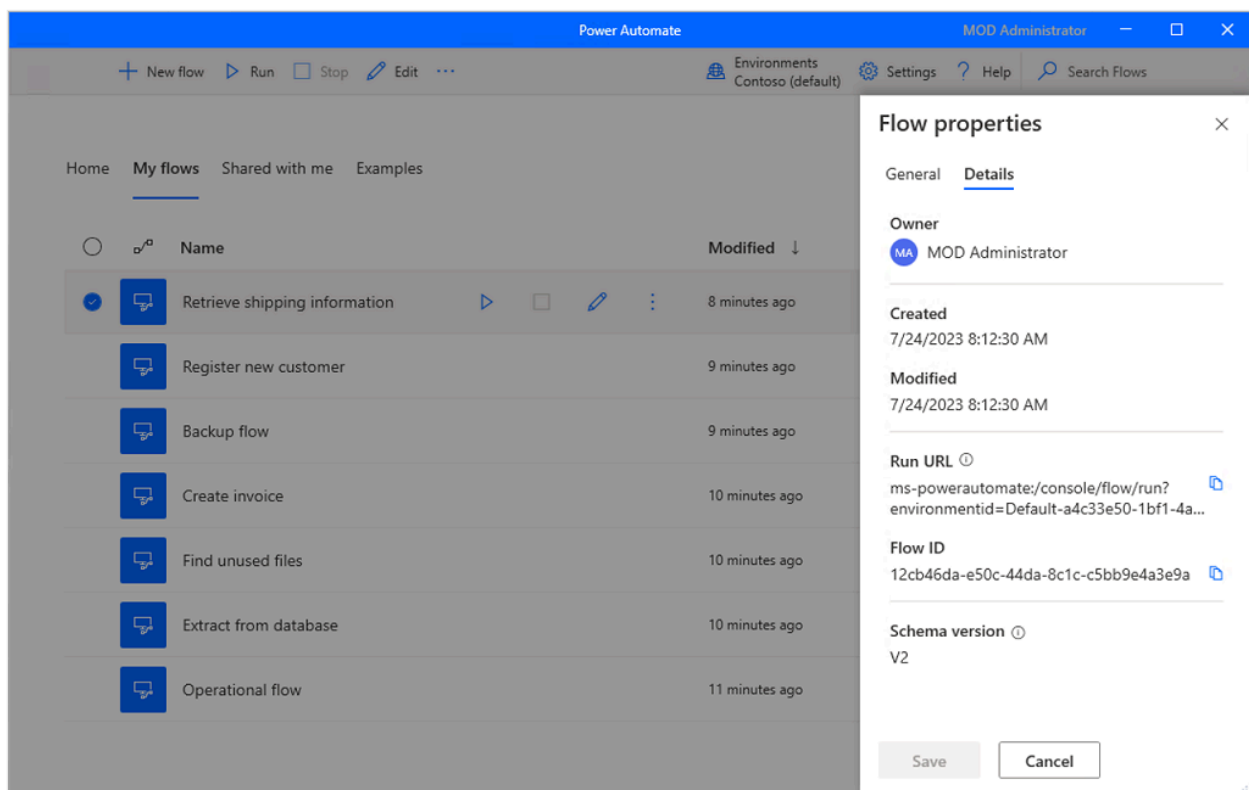 Power Automate
MOD Administrator
New flow
Run
Stop
Edit
Environments
Contoso (default)
Settings
Help
Search Flows
Home
My flows
Shared with me
Examples
Name
Modified
Retrieve shipping information
8 minutes ago
Register new customer
9 minutes ago
Backup flow
9 minutes ago
Create invoice
10 minutes ago
Find unused files
10 minutes ago
Extract from database
10 minutes ago
Operational flow
11 minutes ago
Flow properties
General
Details
Owner
MA
MOD Administrator
Created
7/24/2023 8:12:30 AM
Modified
7/24/2023 8:12:30 AM
Run URL
ms-powerautomate:/console/flow/run?
environmentid=Default-a4c33e50-1bf1-4a...
Flow ID
12cb46da-e50c-44da-8c1c-c5bb9e4a3e9a
Schema version
V2
Save
Cancel